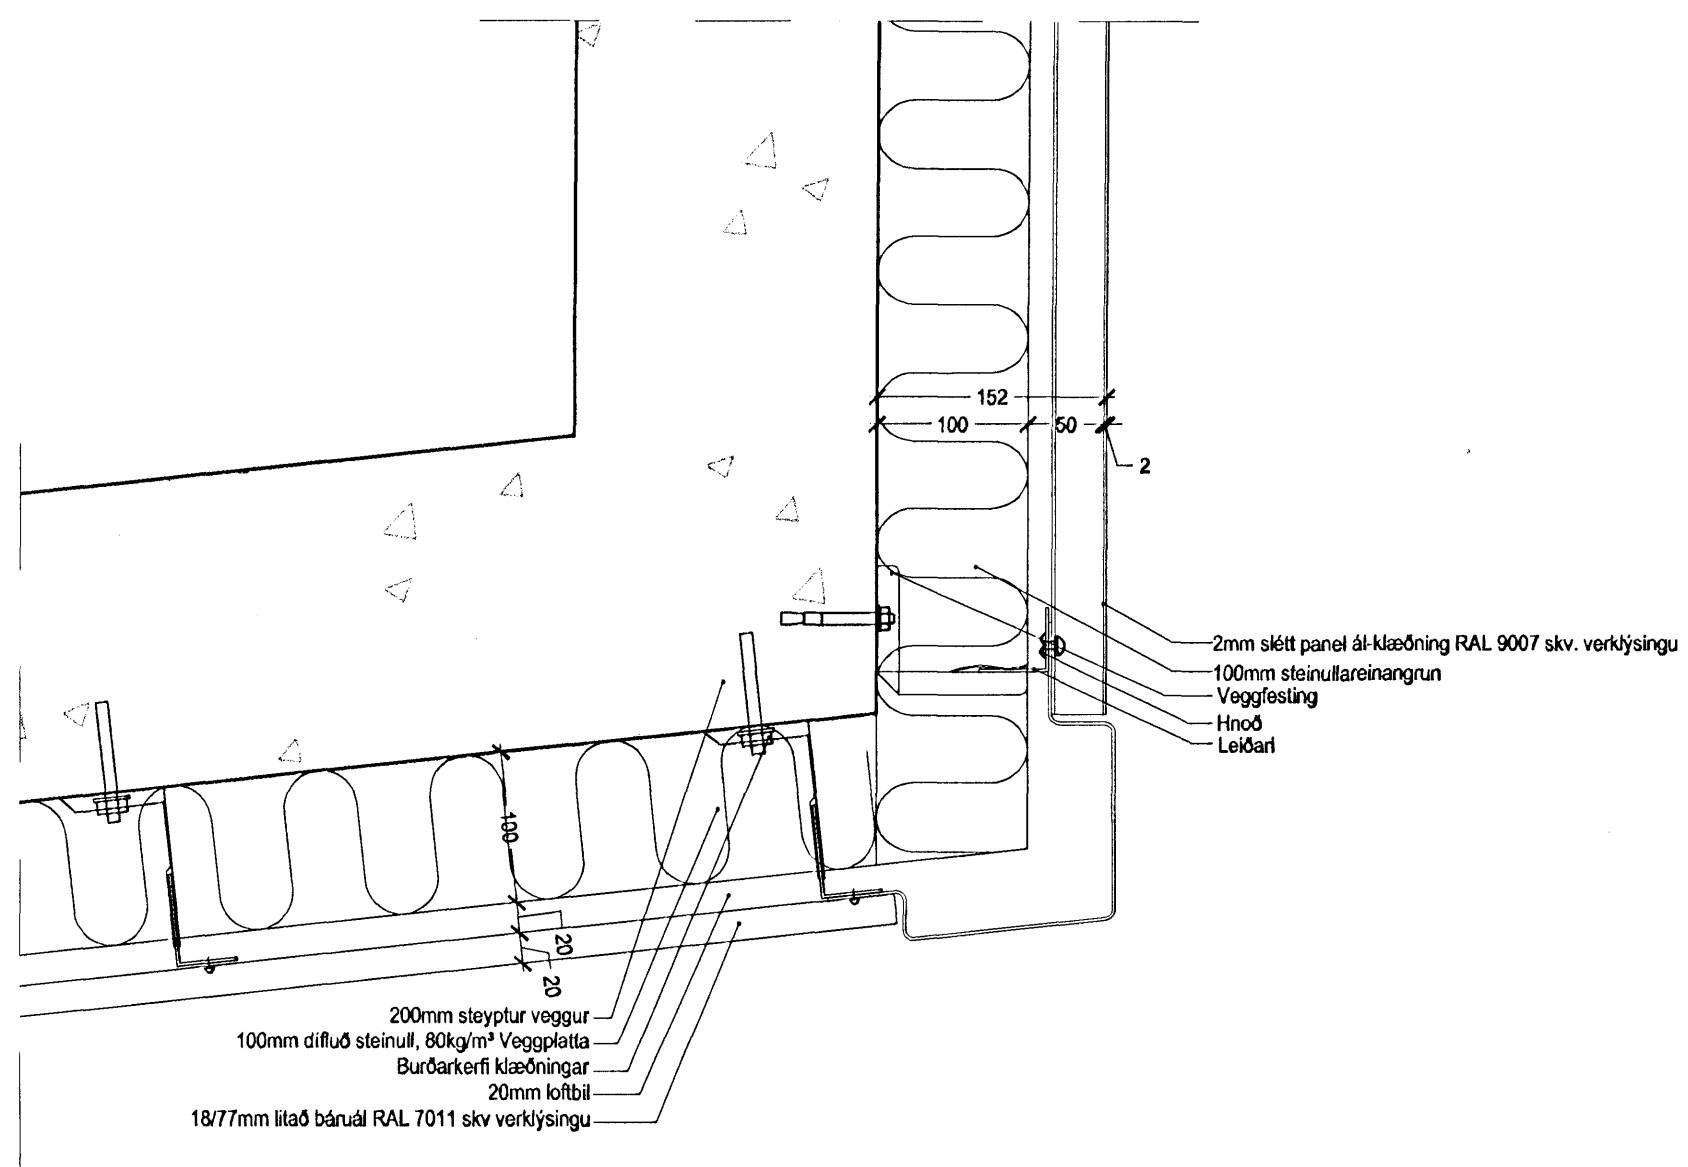 152
100
50
2
2mm slétt panel ál-klæðning RAL 9007 skv. verklýsingu
100mm steinullareinangrun
Veggfesting
Hnoð
Leiðari
100
20
20
200mm steyptur veggur
100mm dífluð steinull, 80kg/m³ Veggplatta
Burðarkerfi klæðningar
20mm loftbil
18/77mm litað báruál RAL 7011 skv verklýsingu